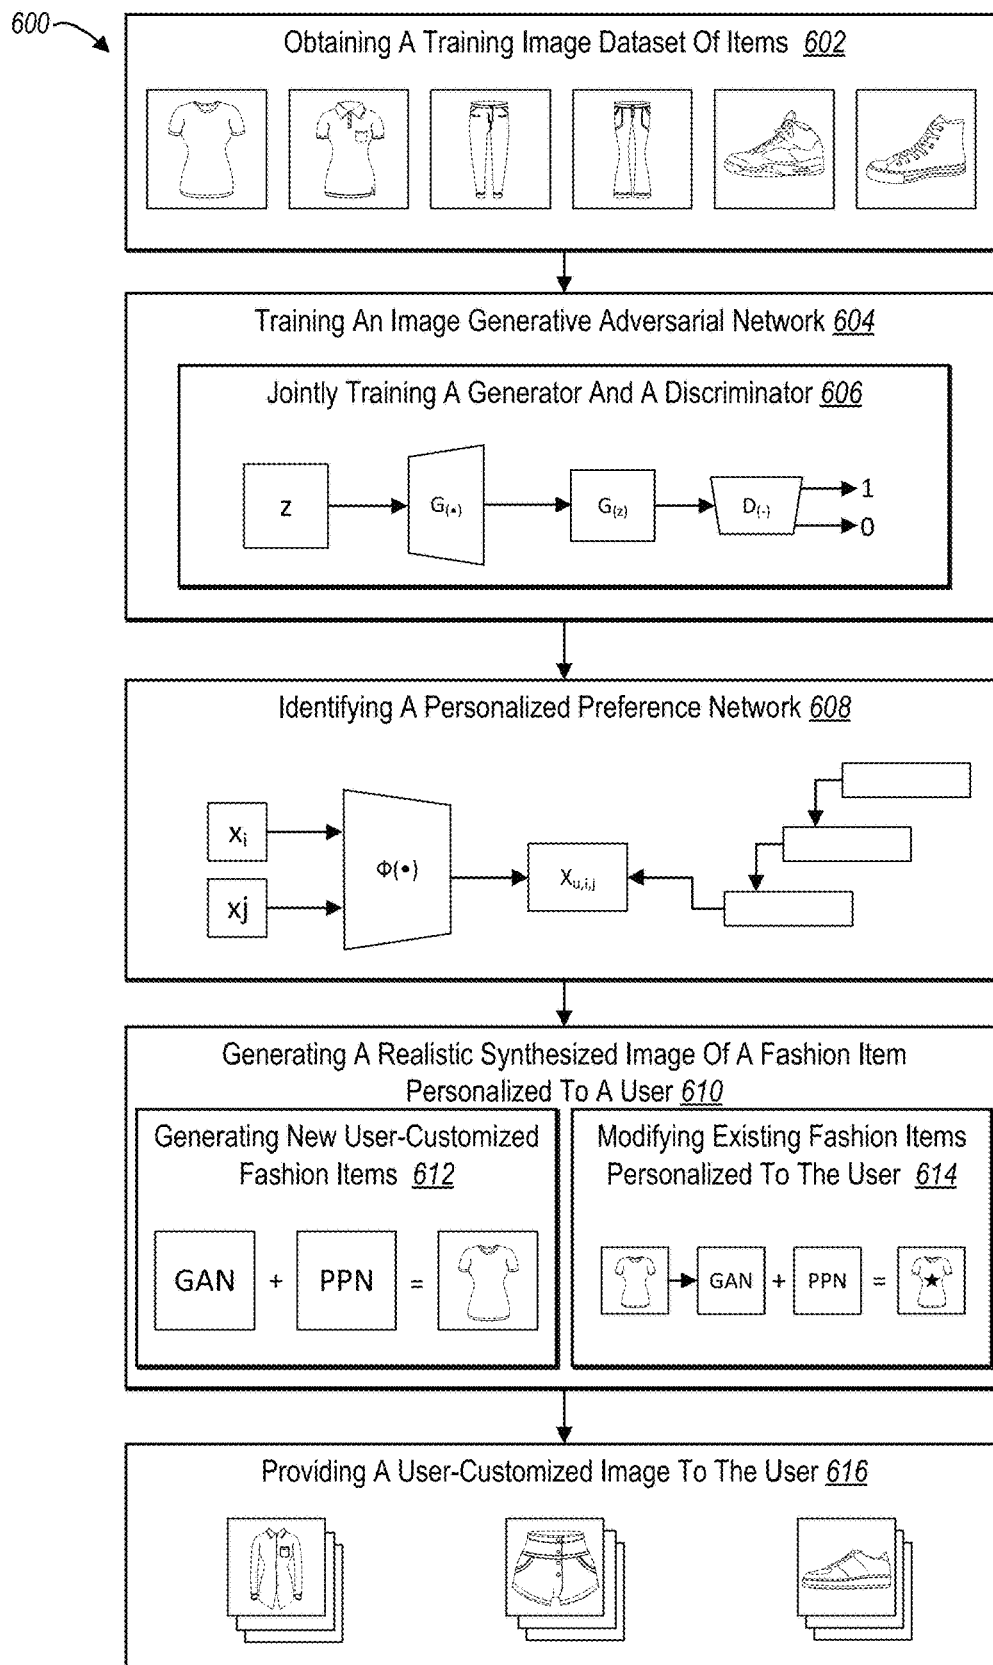 600
Obtaining A Training Image Dataset Of Items 602
Training An Image Generative Adversarial Network 604
Jointly Training A Generator And A Discriminator 606
z
G(•)
G(z)
D(·)
1
0
Identifying A Personalized Preference Network 608
xi
xj
Φ(•)
Xu,i,j
Generating A Realistic Synthesized Image Of A Fashion Item
Personalized To A User 610
Generating New User-Customized
Fashion Items 612
GAN + PPN =
Modifying Existing Fashion Items
Personalized To The User 614
GAN + PPN =
Providing A User-Customized Image To The User 616